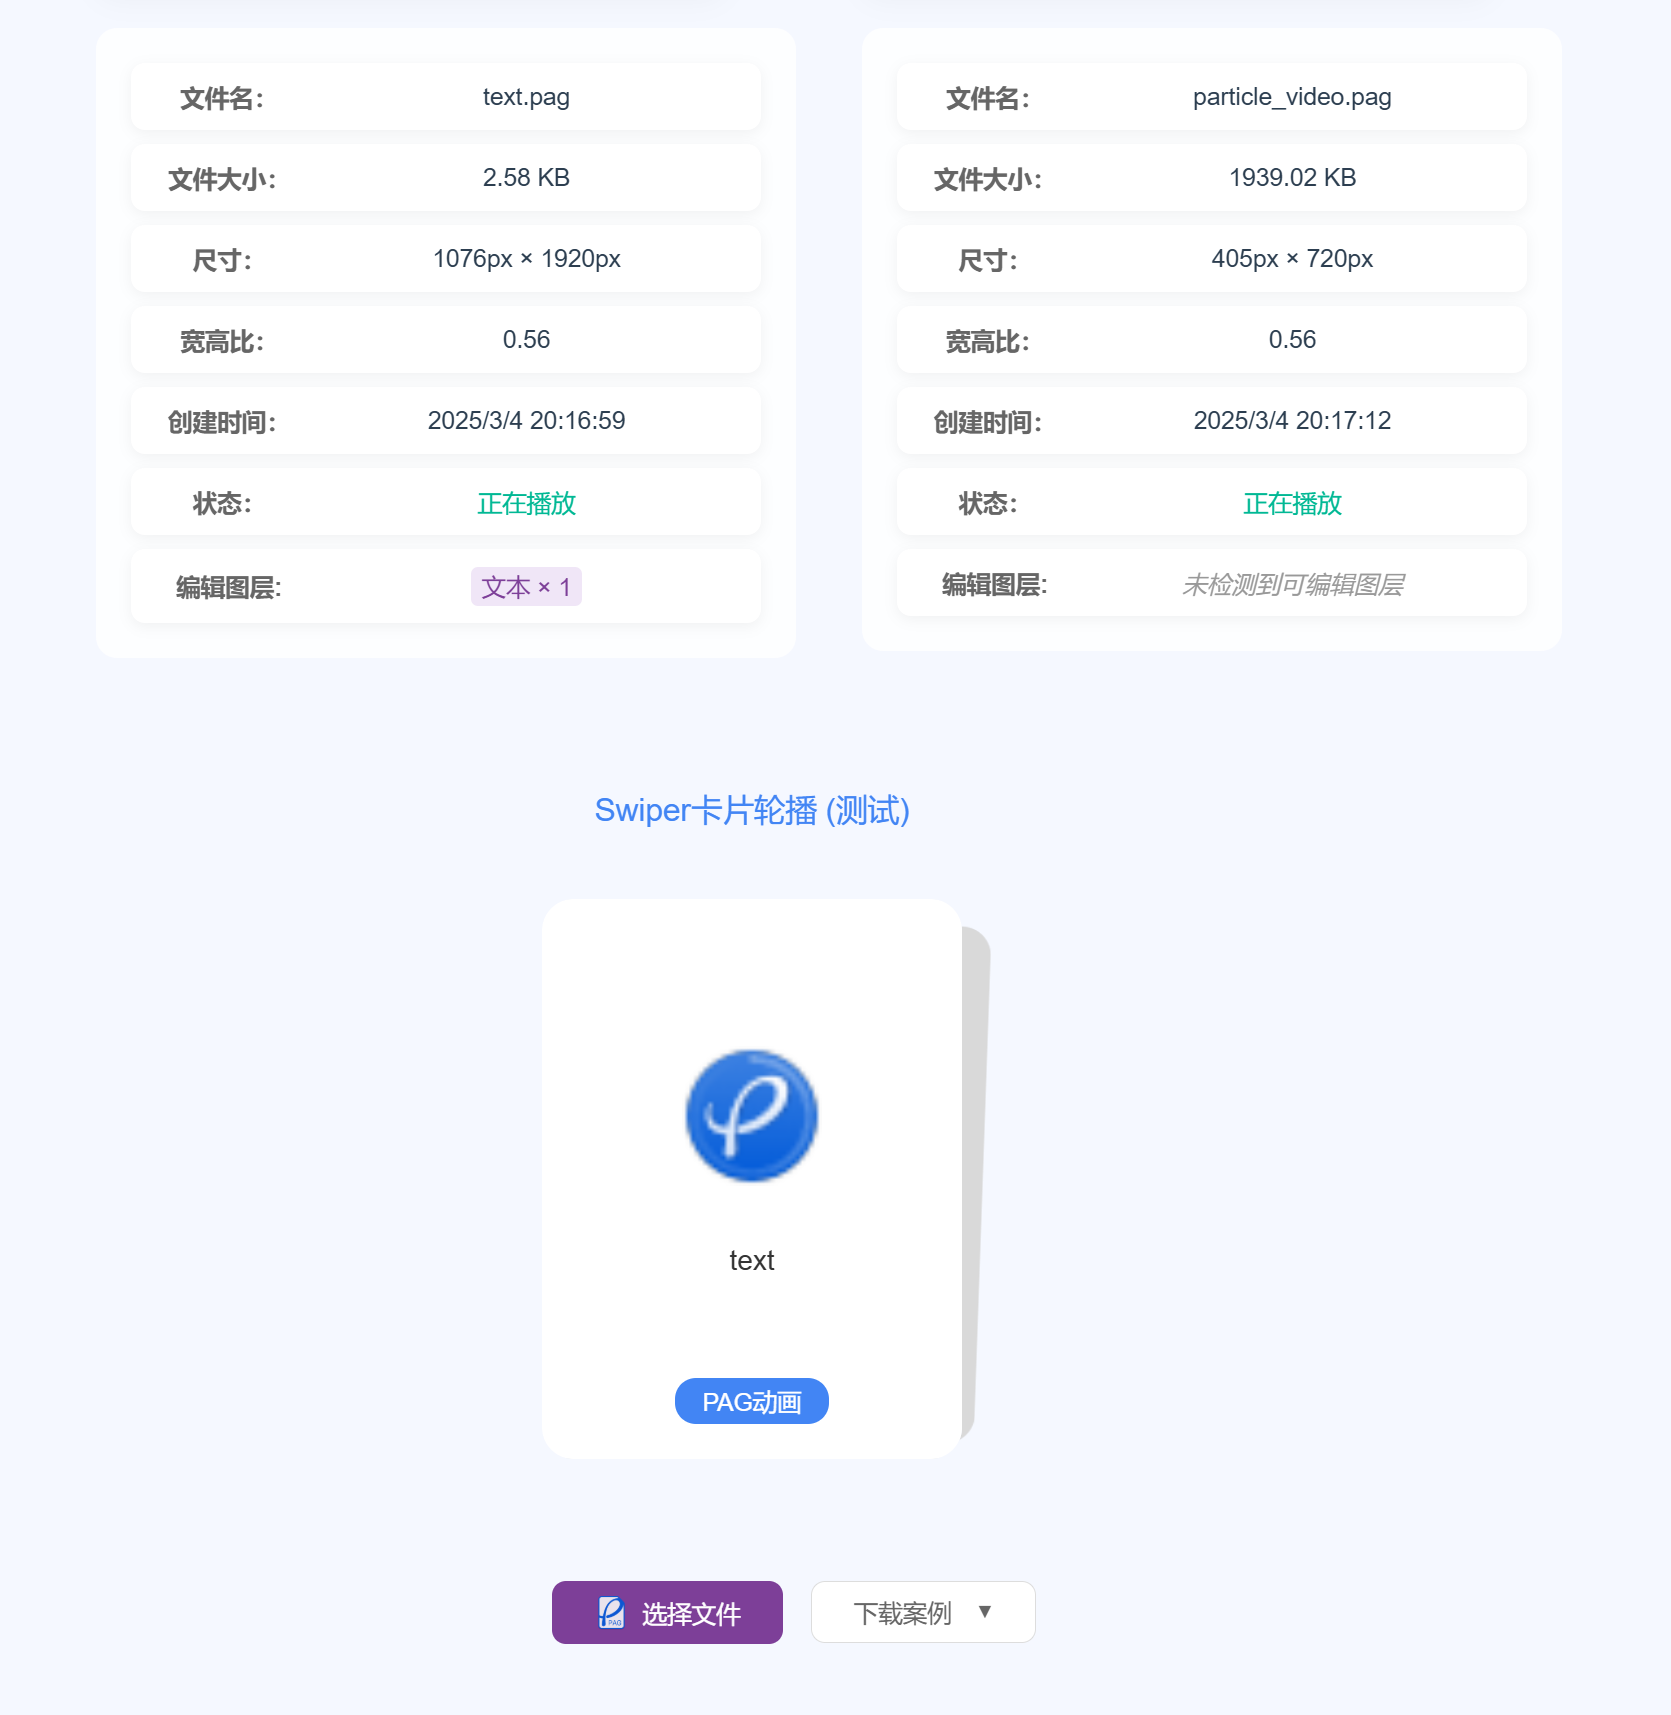 文件名： text.pag
文件大小： 2.58 KB
尺寸： 1076px × 1920px
宽高比： 0.56
创建时间： 2025/3/4 20:16:59
状态： 正在播放
编辑图层: 文本 × 1
文件名： particle_video.pag
文件大小： 1939.02 KB
尺寸： 405px × 720px
宽高比： 0.56
创建时间： 2025/3/4 20:17:12
状态： 正在播放
编辑图层: 未检测到可编辑图层
Swiper卡片轮播 (测试)
text
PAG动画
PAG 选择文件
下载案例 ▼